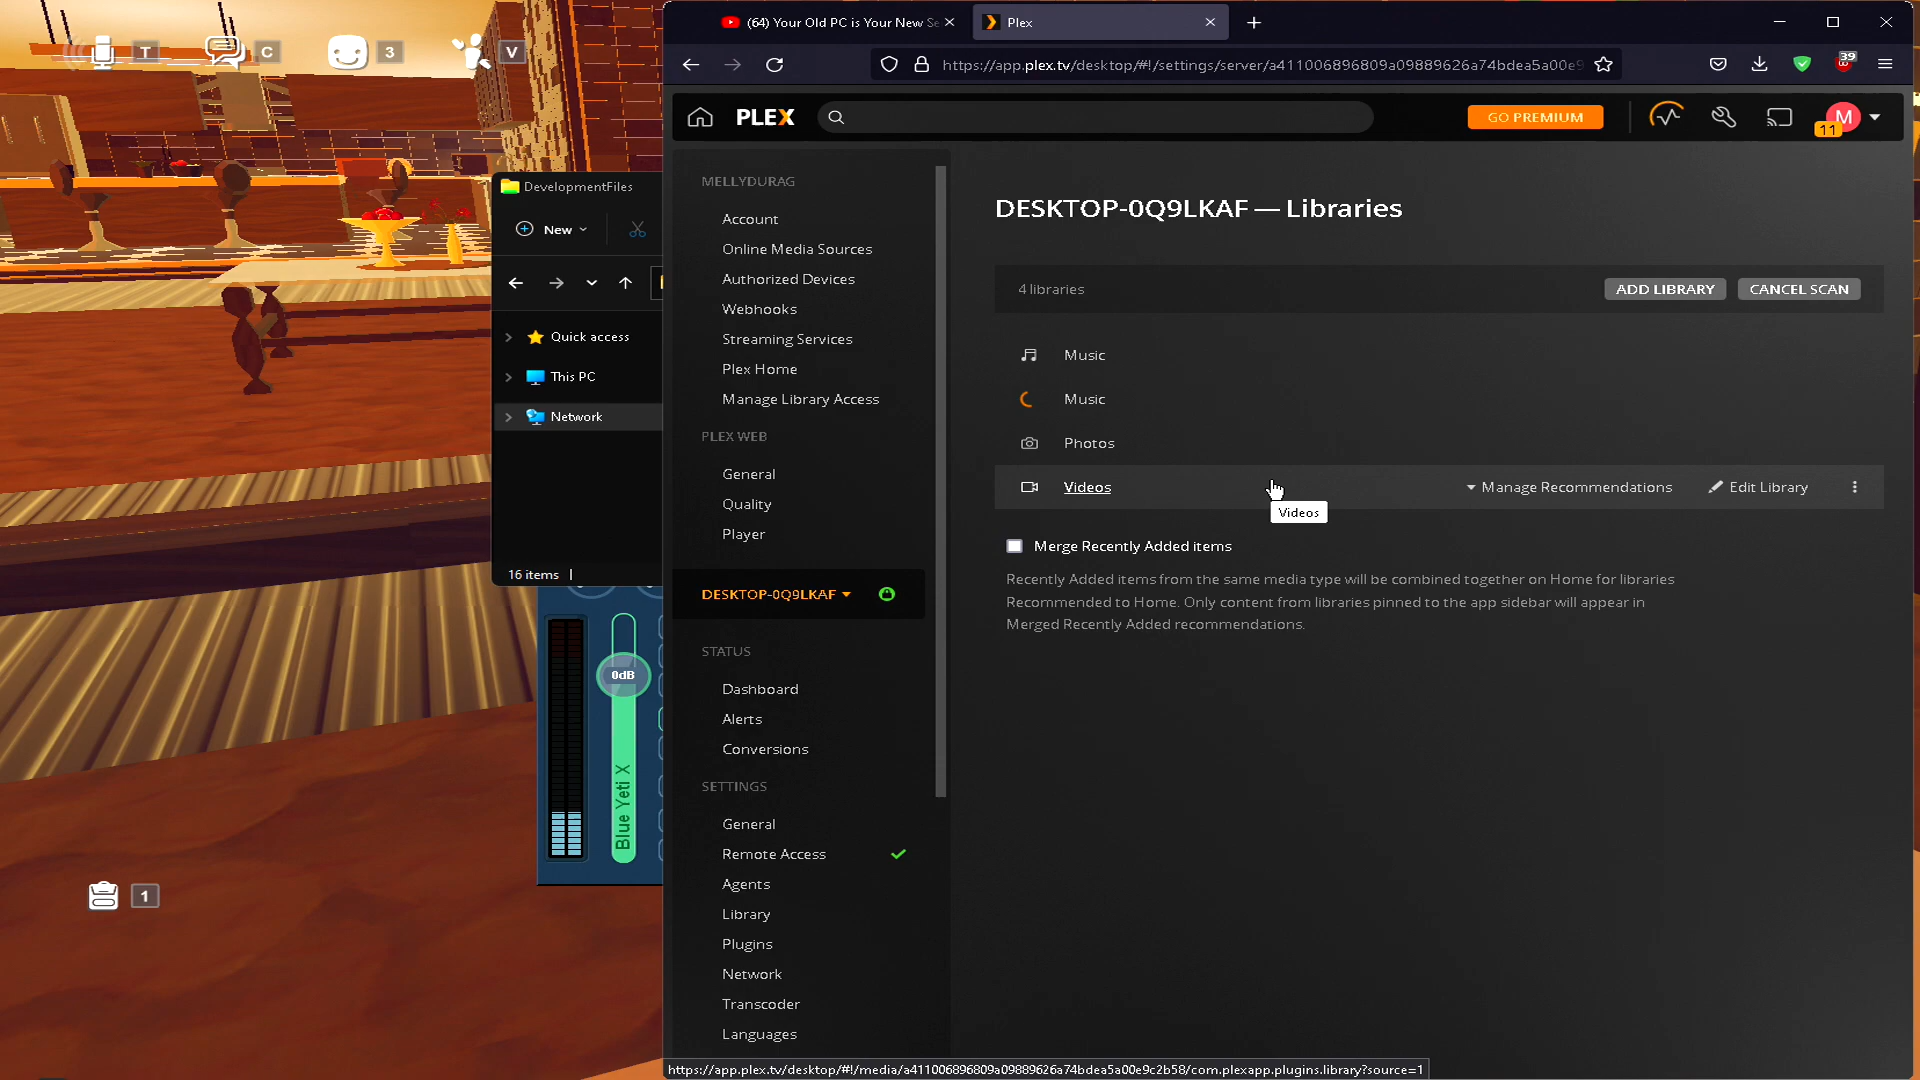 T
C
3
V
(64) Your Old PC is Your New Se
Plex
https://app.plex.tv/desktop/#!/settings/server/a411006896809a09889626a74bdea5a00e9
39
PLEX
GO PREMIUM
M
11
DevelopmentFiles
New
Quick access
This PC
Network
16 items
0dB
Blue Yeti X
1
MELLYDURAG
Account
Online Media Sources
Authorized Devices
Webhooks
Streaming Services
Plex Home
Manage Library Access
PLEX WEB
General
Quality
Player
DESKTOP-0Q9LKAF
STATUS
Dashboard
Alerts
Conversions
SETTINGS
General
Remote Access
Agents
Library
Plugins
Network
Transcoder
Languages
DESKTOP-0Q9LKAF — Libraries
4 libraries
ADD LIBRARY
CANCEL SCAN
Music
Music
Photos
Videos
Manage Recommendations
Edit Library
Videos
Merge Recently Added items
Recently Added items from the same media type will be combined together on Home for libraries
Recommended to Home. Only content from libraries pinned to the app sidebar will appear in
Merged Recently Added recommendations.
https://app.plex.tv/desktop/#!/media/a411006896809a09889626a74bdea5a00e9c2b58/com.plexapp.plugins.library?source=1